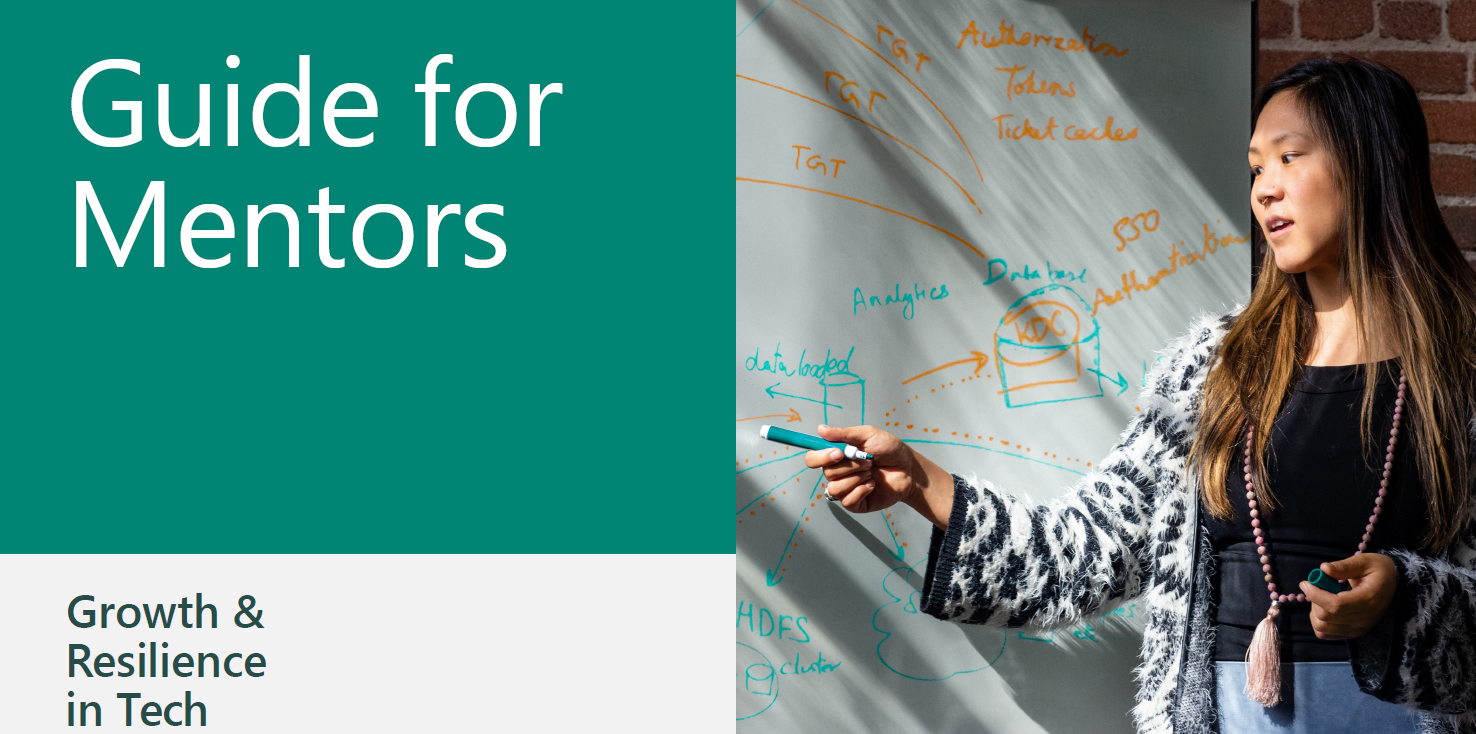 Guide for
Mentors
Growth &
Resilience
in Tech
TGT
TGT
TGT
Authorization
Tokens
Ticket caches
SSO
Authentication
Database
KDC
Analytics
data loaded
HDFS
cluster